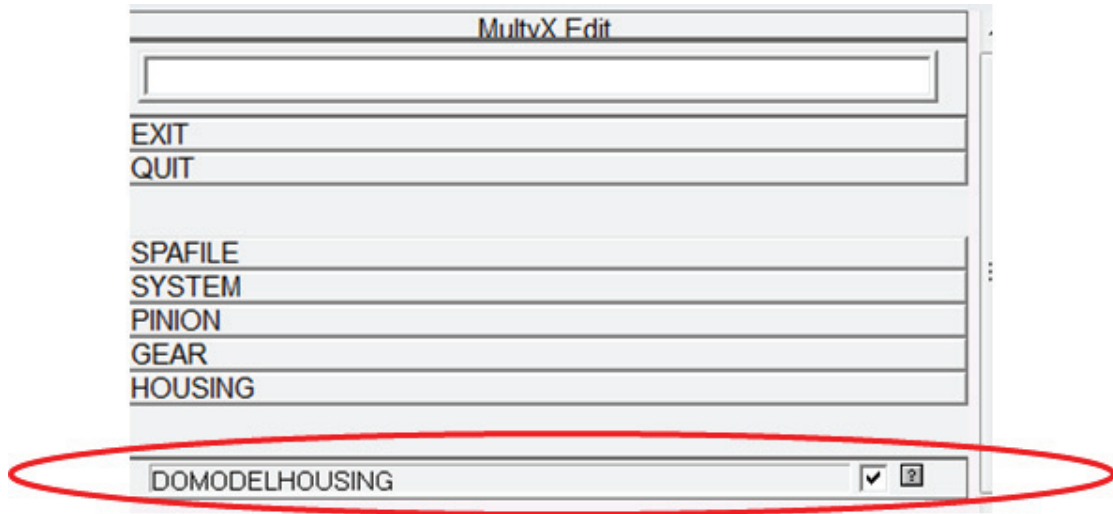 MultyX Edit
EXIT
QUIT
SPAFILE
SYSTEM
PINION
GEAR
HOUSING
DOMODELHOUSING ?